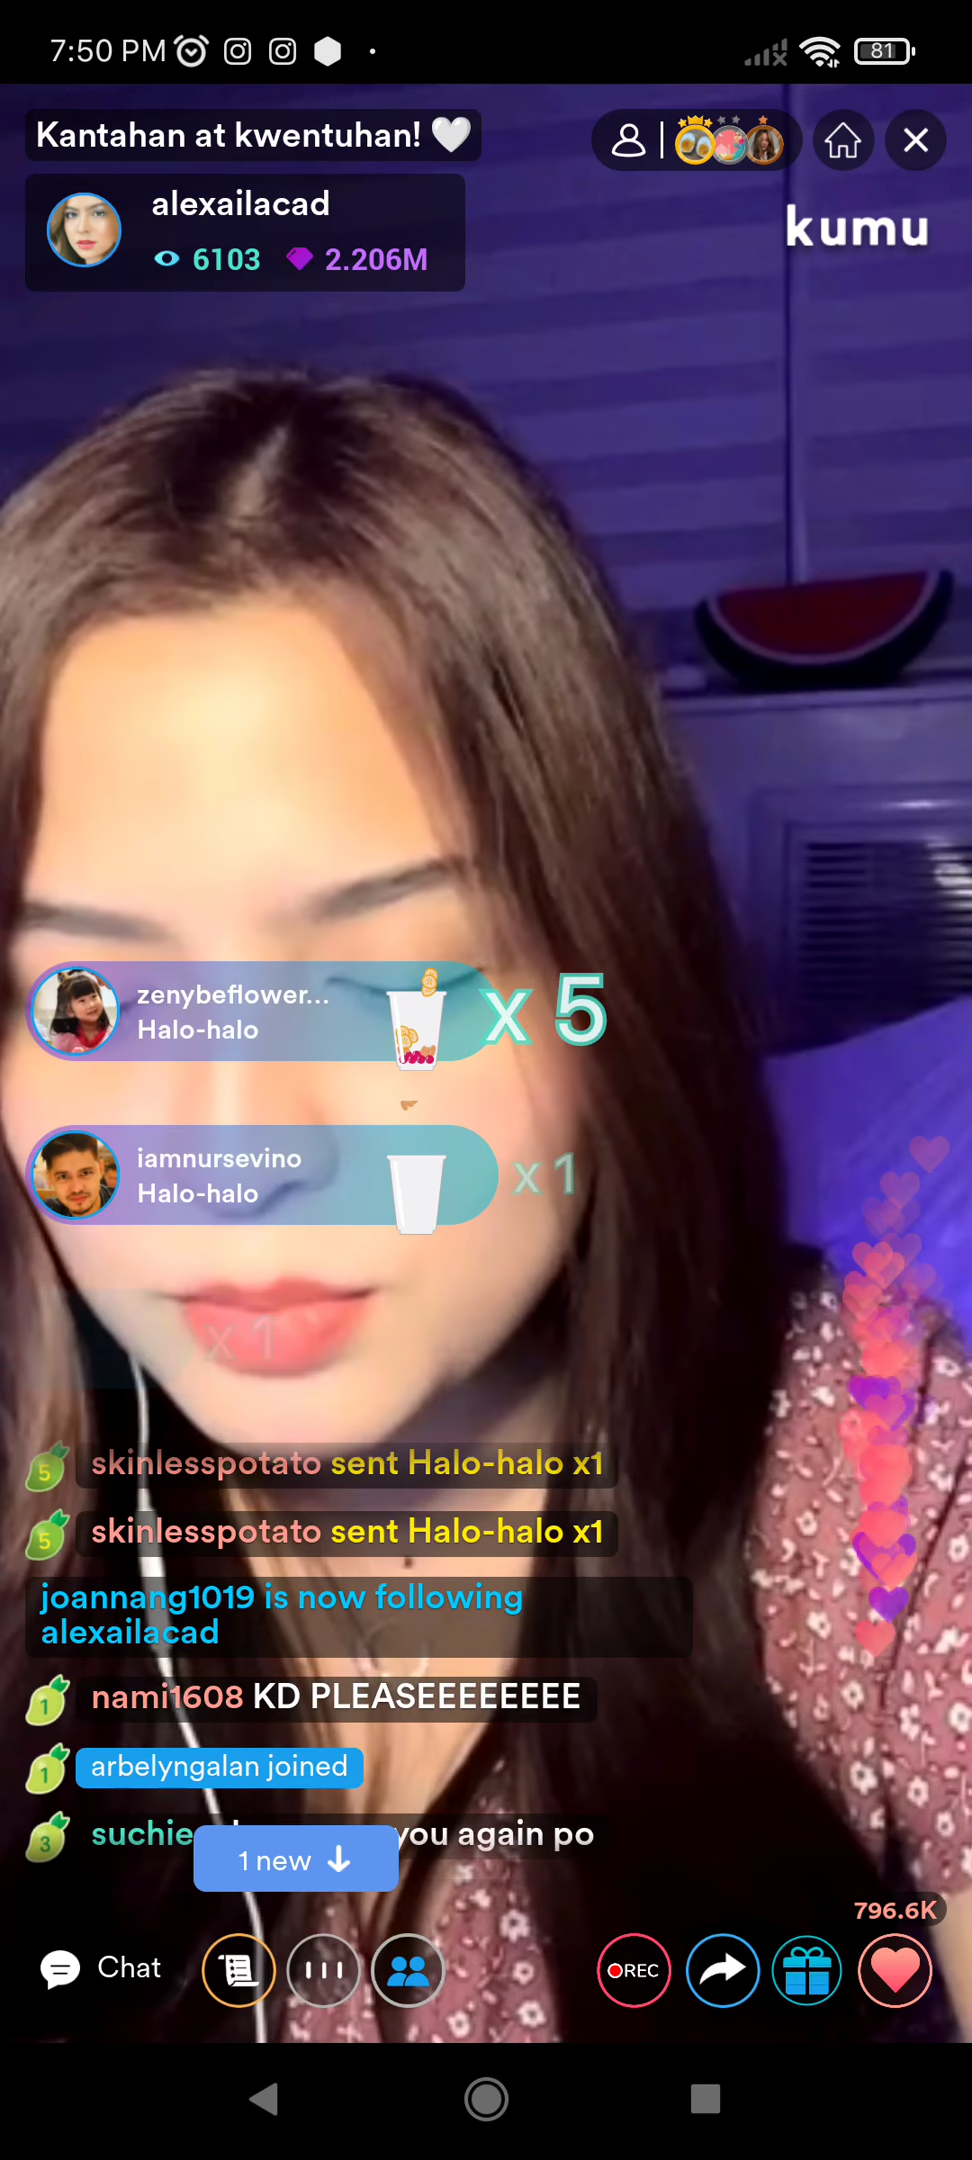 7:50 PM
81
Kantahan at kwentuhan! 🤍
alexailacad
6103 2.206M
kumu
zenybeflower...
Halo-halo
x 5
iamnursevino
Halo-halo
x 1
x 1
5 skinlesspotato sent Halo-halo x1
5 skinlesspotato sent Halo-halo x1
joannang1019 is now following
alexailacad
1 nami1608 KD PLEASEEEEEEEE
1 arbelyngalan joined
3 suchie you again po
1 new
796.6K
Chat
REC